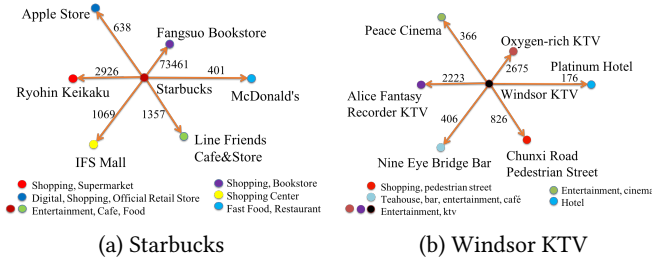 Apple Store
638
Fangsuo Bookstore
73461
2926
401
Ryohin Keikaku
Starbucks
McDonald's
1069
1357
IFS Mall
Line Friends
Cafe&Store
Shopping, Supermarket
Digital, Shopping, Official Retail Store
Entertainment, Cafe, Food
Shopping, Bookstore
Shopping Center
Fast Food, Restaurant
(a) Starbucks
Peace Cinema
366
Oxygen-rich KTV
2675
Platinum Hotel
2223
176
Alice Fantasy
Recorder KTV
Windsor KTV
406
826
Nine Eye Bridge Bar
Chunxi Road
Pedestrian Street
Shopping, pedestrian street
Teahouse, bar, entertainment, café
Entertainment, ktv
Entertainment, cinema
Hotel
(b) Windsor KTV